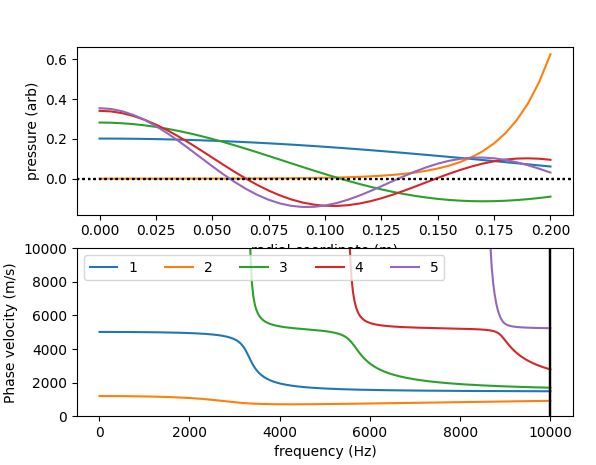 0.6
0.4
0.2
0.0
pressure (arb)
0.000 0.025 0.050 0.075 0.100 0.125 0.150 0.175 0.200
radial coordinate (m)
10000
8000
6000
4000
2000
0
Phase velocity (m/s)
1 2 3 4 5
0 2000 4000 6000 8000 10000
frequency (Hz)